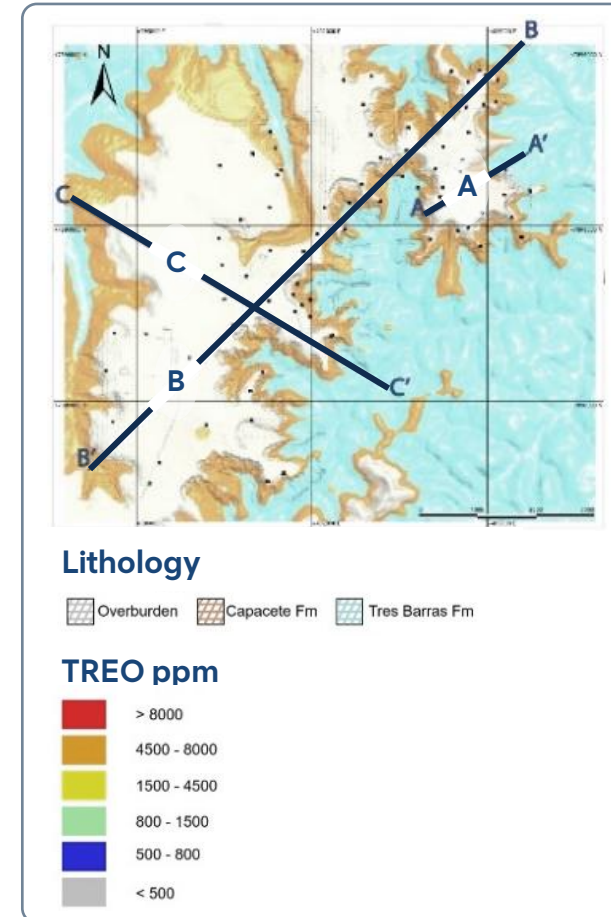 N
B
A'
A
A
C
C
B
C'
B'
Lithology
Overburden
Capacete Fm
Tres Barras Fm
TREO ppm
> 8000
4500 - 8000
1500 - 4500
800 - 1500
500 - 800
< 500